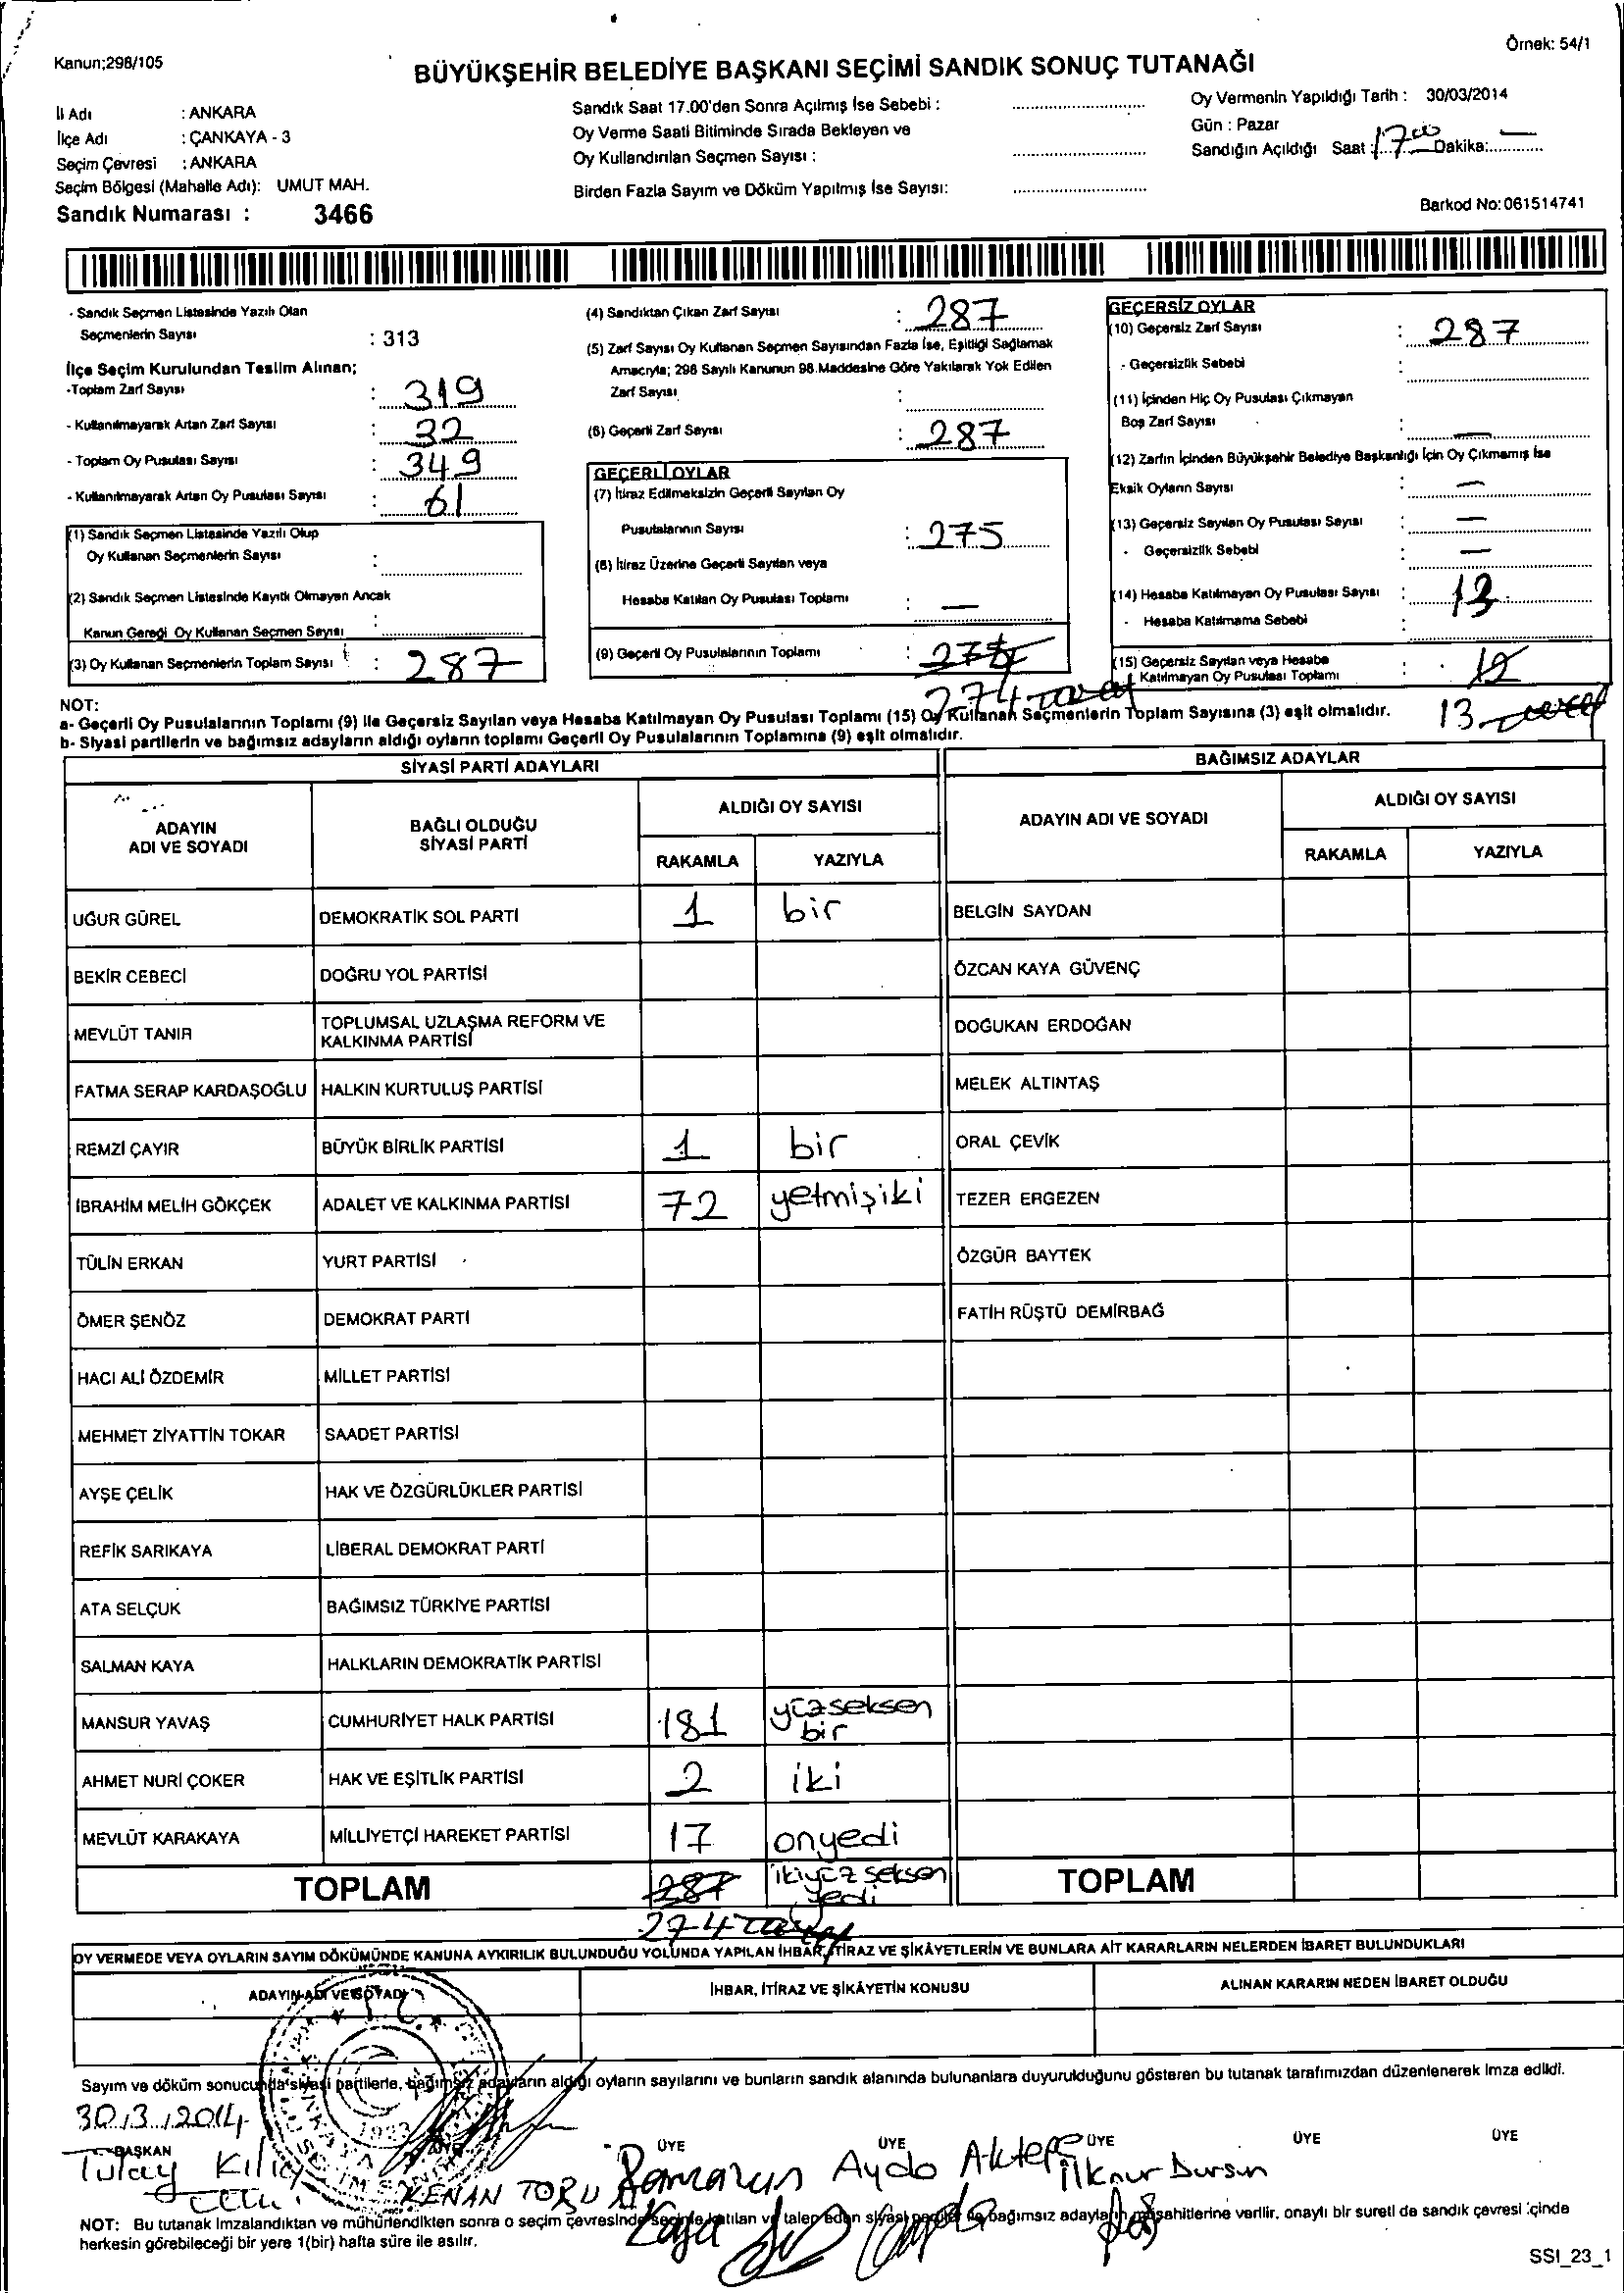 Örnek: 54/1
Kanun;298/105
BÜYÜKŞEHİR BELEDİYE BAŞKANI SEÇİMİ SANDIK SONUÇ TUTANAĞI
İl Adı : ANKARA
İlçe Adı : ÇANKAYA - 3
Seçim Çevresi : ANKARA
Seçim Bölgesi (Mahalle Adı): UMUT MAH.
Sandık Numarası : 3466
Sandık Saat 17.00'den Sonra Açılmış İse Sebebi :
Oy Verme Saati Bitiminde Sırada Bekleyen ve
Oy Kullandırılan Seçmen Sayısı :
Birden Fazla Sayım ve Döküm Yapılmış İse Sayısı:
Oy Vermenin Yapıldığı Tarih : 30/03/2014
Gün : Pazar
Sandığın Açıldığı Saat : 17 00 Dakika: —
Barkod No: 061514741
- Sandık Seçmen Listesinde Yazılı Olan
Seçmenlerin Sayısı : 313
İlçe Seçim Kurulundan Teslim Alınan;
-Toplam Zarf Sayısı : 319
- Kullanılmayarak Artan Zarf Sayısı : 32
- Toplam Oy Pusulası Sayısı : 349
- Kullanılmayarak Artan Oy Pusulası Sayısı : 61
(1) Sandık Seçmen Listesinde Yazılı Olup
Oy Kullanan Seçmenlerin Sayısı :
(2) Sandık Seçmen Listesinde Kayıtlı Olmayan Ancak
Kanun Gereği Oy Kullanan Seçmen Sayısı :
(3) Oy Kullanan Seçmenlerin Toplam Sayısı : 287
(4) Sandıktan Çıkan Zarf Sayısı : 287
(5) Zarf Sayısı Oy Kullanan Seçmen Sayısından Fazla İse, Eşitliği Sağlamak
Amacıyla; 298 Sayılı Kanunun 98.Maddesine Göre Yakılarak Yok Edilen
Zarf Sayısı :
(6) Geçerli Zarf Sayısı : 287
GEÇERLİ OYLAR
(7) İtiraz Edilmeksizin Geçerli Sayılan Oy
Pusulalarının Sayısı : 275
(8) İtiraz Üzerine Geçerli Sayılan veya
Hesaba Katılan Oy Pusulası Toplamı : —
(9) Geçerli Oy Pusulalarının Toplamı :
274
GEÇERSİZ OYLAR
(10) Geçersiz Zarf Sayısı : 287
- Geçersizlik Sebebi :
(11) İçinden Hiç Oy Pusulası Çıkmayan
Boş Zarf Sayısı : —
(12) Zarfın İçinden Büyükşehir Belediye Başkanlığı İçin Oy Çıkmamış İse
Eksik Oyların Sayısı : —
(13) Geçersiz Sayılan Oy Pusulası Sayısı : —
- Geçersizlik Sebebi : —
(14) Hesaba Katılmayan Oy Pusulası Sayısı : 13
- Hesaba Katılmama Sebebi :
(15) Geçersiz Sayılan veya Hesaba
Katılmayan Oy Pusulası Toplamı : 12
13
NOT:
a- Geçerli Oy Pusulalarının Toplamı (9) ile Geçersiz Sayılan veya Hesaba Katılmayan Oy Pusulası Toplamı (15) Oy Kullanan Seçmenlerin Toplam Sayısına (3) eşit olmalıdır.
b- Siyasi partilerin ve bağımsız adayların aldığı oyların toplamı Geçerli Oy Pusulalarının Toplamına (9) eşit olmalıdır.
SİYASİ PARTİ ADAYLARI BAĞIMSIZ ADAYLAR
ADAYIN ADI VE SOYADI BAĞLI OLDUĞU SİYASİ PARTİ ALDIĞI OY SAYISI ADAYIN ADI VE SOYADI ALDIĞI OY SAYISI
RAKAMLA YAZIYLA RAKAMLA YAZIYLA
UĞUR GÜREL DEMOKRATİK SOL PARTİ 1 bir BELGİN SAYDAN
BEKİR CEBECİ DOĞRU YOL PARTİSİ ÖZCAN KAYA GÜVENÇ
MEVLÜT TANIR TOPLUMSAL UZLAŞMA REFORM VE KALKINMA PARTİSİ DOĞUKAN ERDOĞAN
FATMA SERAP KARDAŞOĞLU HALKIN KURTULUŞ PARTİSİ MELEK ALTINTAŞ
REMZİ ÇAYIR BÜYÜK BİRLİK PARTİSİ 1 bir ORAL ÇEVİK
İBRAHİM MELİH GÖKÇEK ADALET VE KALKINMA PARTİSİ 72 yetmişiki TEZER ERGEZEN
TÜLİN ERKAN YURT PARTİSİ ÖZGÜR BAYTEK
ÖMER ŞENÖZ DEMOKRAT PARTİ FATİH RÜŞTÜ DEMİRBAĞ
HACI ALİ ÖZDEMİR MİLLET PARTİSİ
MEHMET ZİYATTİN TOKAR SAADET PARTİSİ
AYŞE ÇELİK HAK VE ÖZGÜRLÜKLER PARTİSİ
REFİK SARIKAYA LİBERAL DEMOKRAT PARTİ
ATA SELÇUK BAĞIMSIZ TÜRKİYE PARTİSİ
SALMAN KAYA HALKLARIN DEMOKRATİK PARTİSİ
MANSUR YAVAŞ CUMHURİYET HALK PARTİSİ 181 yüzseksen bir
AHMET NURİ ÇOKER HAK VE EŞİTLİK PARTİSİ 2 iki
MEVLÜT KARAKAYA MİLLİYETÇİ HAREKET PARTİSİ 17 onyedi
TOPLAM 287 ikiyüz seksen yedi TOPLAM
274
OY VERMEDE VEYA OYLARIN SAYIM DÖKÜMÜNDE KANUNA AYKIRILIK BULUNDUĞU YOLUNDA YAPILAN İHBAR, İTİRAZ VE ŞİKÂYETLERİN VE BUNLARA AİT KARARLARIN NELERDEN İBARET BULUNDUKLARI
ADAYIN ADI VE SOYADI İHBAR, İTİRAZ VE ŞİKÂYETİN KONUSU ALINAN KARARIN NEDEN İBARET OLDUĞU
T.C.
Sayım ve döküm sonucunda siyasi partilerle, bağımsız adayların aldığı oyların sayılarını ve bunların sandık alanında bulunanlara duyurulduğunu gösteren bu tutanak tarafımızdan düzenlenerek imza edildi.
30.3.2014
BAŞKAN ÜYE ÜYE ÜYE ÜYE ÜYE
Tülay Kılıç KENAN TORU Ramazan Kaya Ayda Aktepe İlknur Dursun
NOT: Bu tutanak imzalandıktan ve mühürlendikten sonra o seçim çevresinde seçime katılan ve talep eden siyasi partiler ile bağımsız adayların müşahitlerine verilir. onaylı bir sureti de sandık çevresi içinde
herkesin görebileceği bir yere 1(bir) hafta süre ile asılır.
SSI_23_1